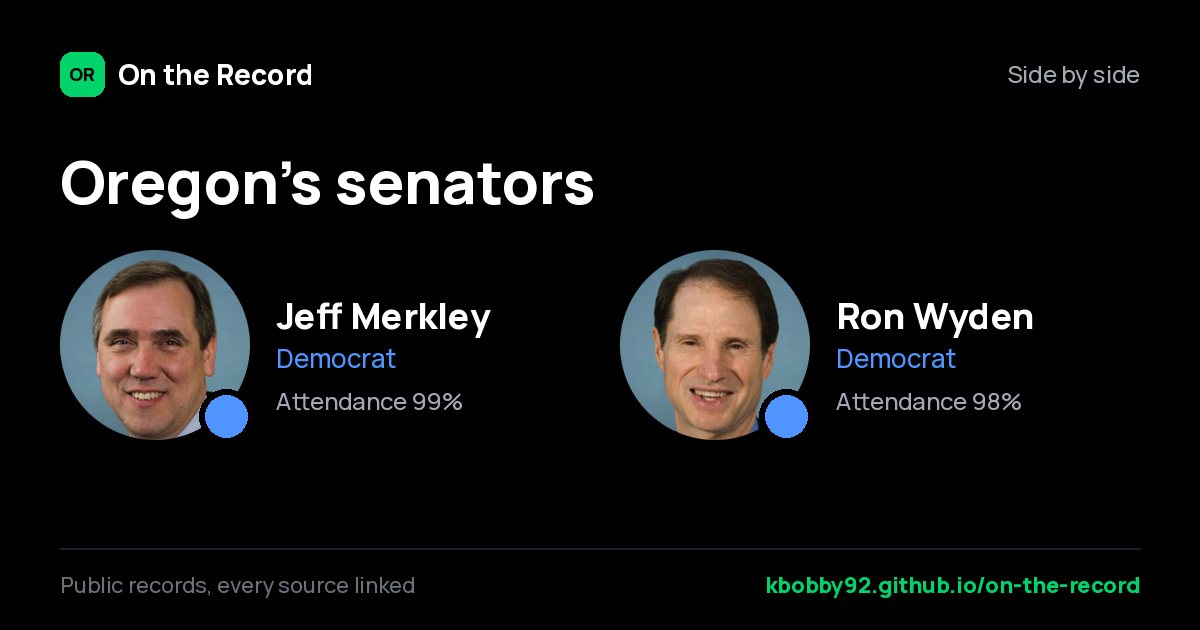 OR On the Record
Side by side
Oregon’s senators
Jeff Merkley
Democrat
Attendance 99%
Ron Wyden
Democrat
Attendance 98%
Public records, every source linked
kbobby92.github.io/on-the-record